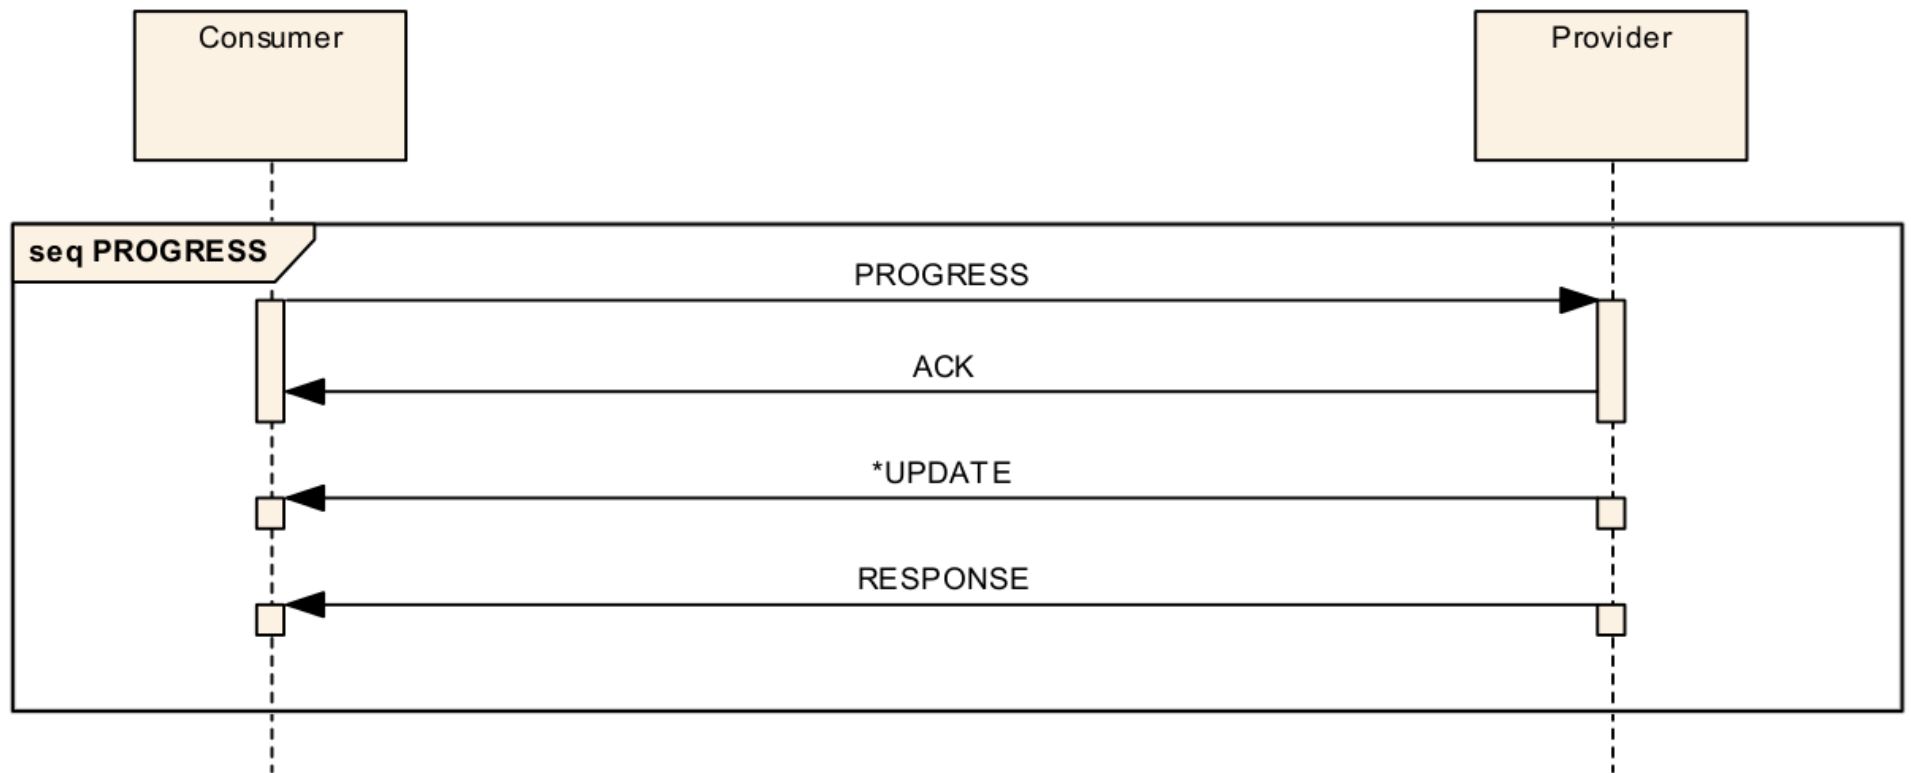 Consumer
Provider
seq PROGRESS
PROGRESS
ACK
*UPDATE
RESPONSE